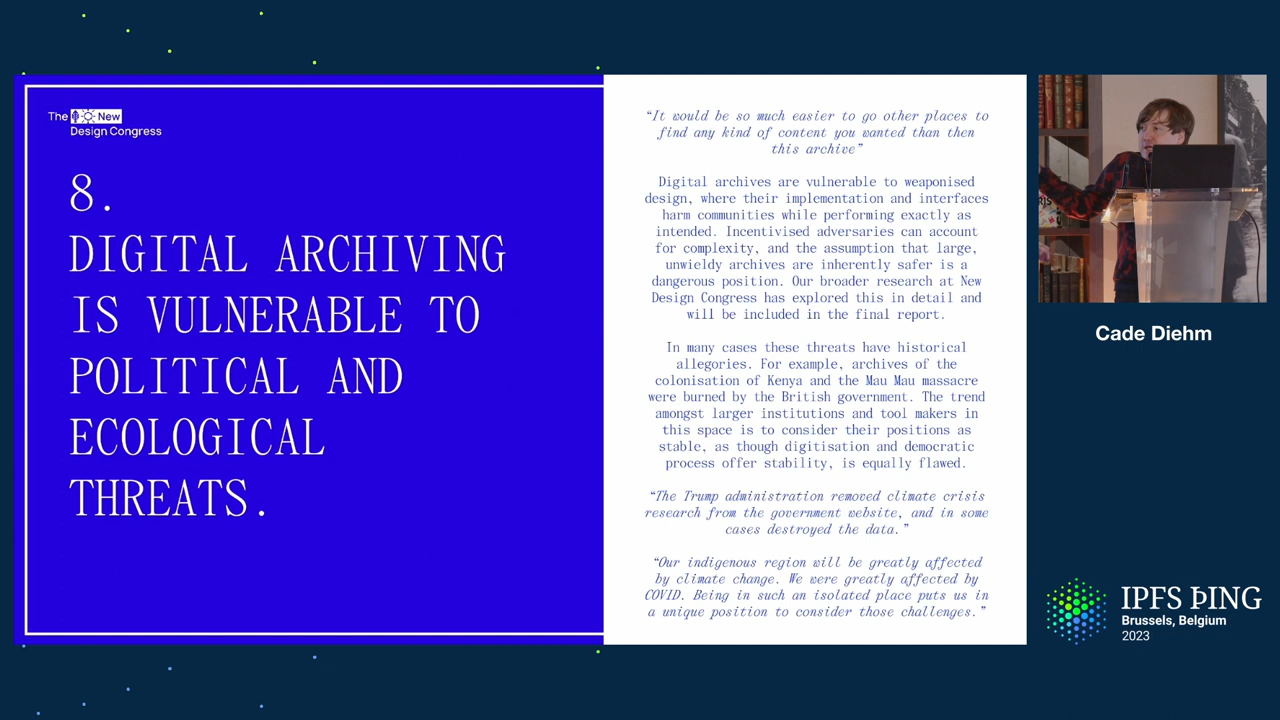 The New
Design Congress
8.
DIGITAL ARCHIVING
IS VULNERABLE TO
POLITICAL AND
ECOLOGICAL
THREATS.
“It would be so much easier to go other places to
find any kind of content you wanted than then
this archive”
Digital archives are vulnerable to weaponised
design, where their implementation and interfaces
harm communities while performing exactly as
intended. Incentivised adversaries can account
for complexity, and the assumption that large,
unwieldy archives are inherently safer is a
dangerous position. Our broader research at New
Design Congress has explored this in detail and
will be included in the final report.
In many cases these threats have historical
allegories. For example, archives of the
colonisation of Kenya and the Mau Mau massacre
were burned by the British government. The trend
amongst larger institutions and tool makers in
this space is to consider their positions as
stable, as though digitisation and democratic
process offer stability, is equally flawed.
“The Trump administration removed climate crisis
research from the government website, and in some
cases destroyed the data.”
“Our indigenous region will be greatly affected
by climate change. We were greatly affected by
COVID. Being in such an isolated place puts us in
a unique position to consider those challenges.”
Cade Diehm
IPFS ÞING
Brussels, Belgium
2023